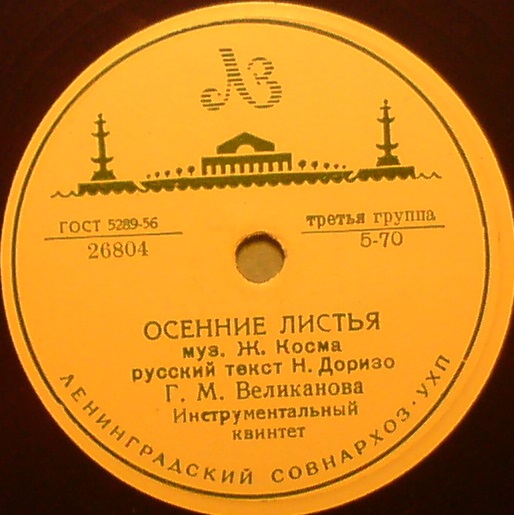 ЛЗ
ГОСТ 5289-56
26804
третья группа
5-70
ОСЕННИЕ ЛИСТЬЯ
муз. Ж. Косма
русский текст Н. Доризо
Г. М. Великанова
Инструментальный
квинтет
ЛЕНИНГРАДСКИЙ СОВНАРХОЗ·УХП